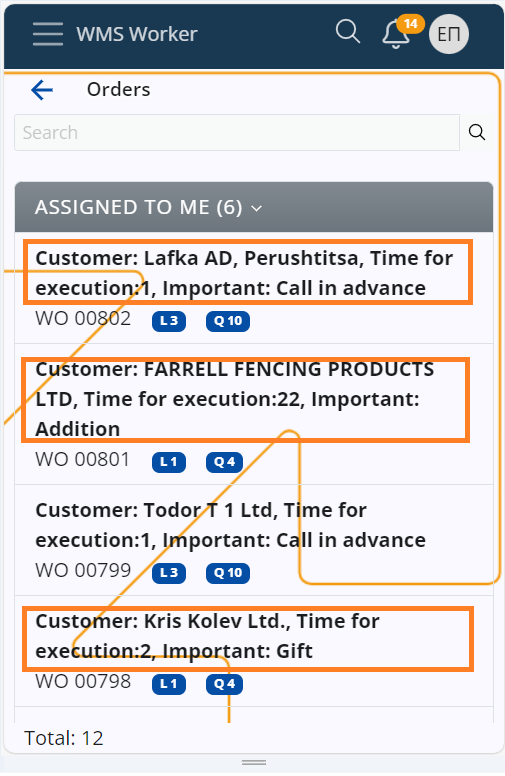 WMS Worker
14
ЕП
Orders
Search
ASSIGNED TO ME (6)
Customer: Lafka AD, Perushtitsa, Time for
execution:1, Important: Call in advance
WO 00802 L 3 Q 10
Customer: FARRELL FENCING PRODUCTS
LTD, Time for execution:22, Important:
Addition
WO 00801 L 1 Q 4
Customer: Todor T 1 Ltd, Time for
execution:1, Important: Call in advance
WO 00799 L 3 Q 10
Customer: Kris Kolev Ltd., Time for
execution:2, Important: Gift
WO 00798 L 1 Q 4
Total: 12